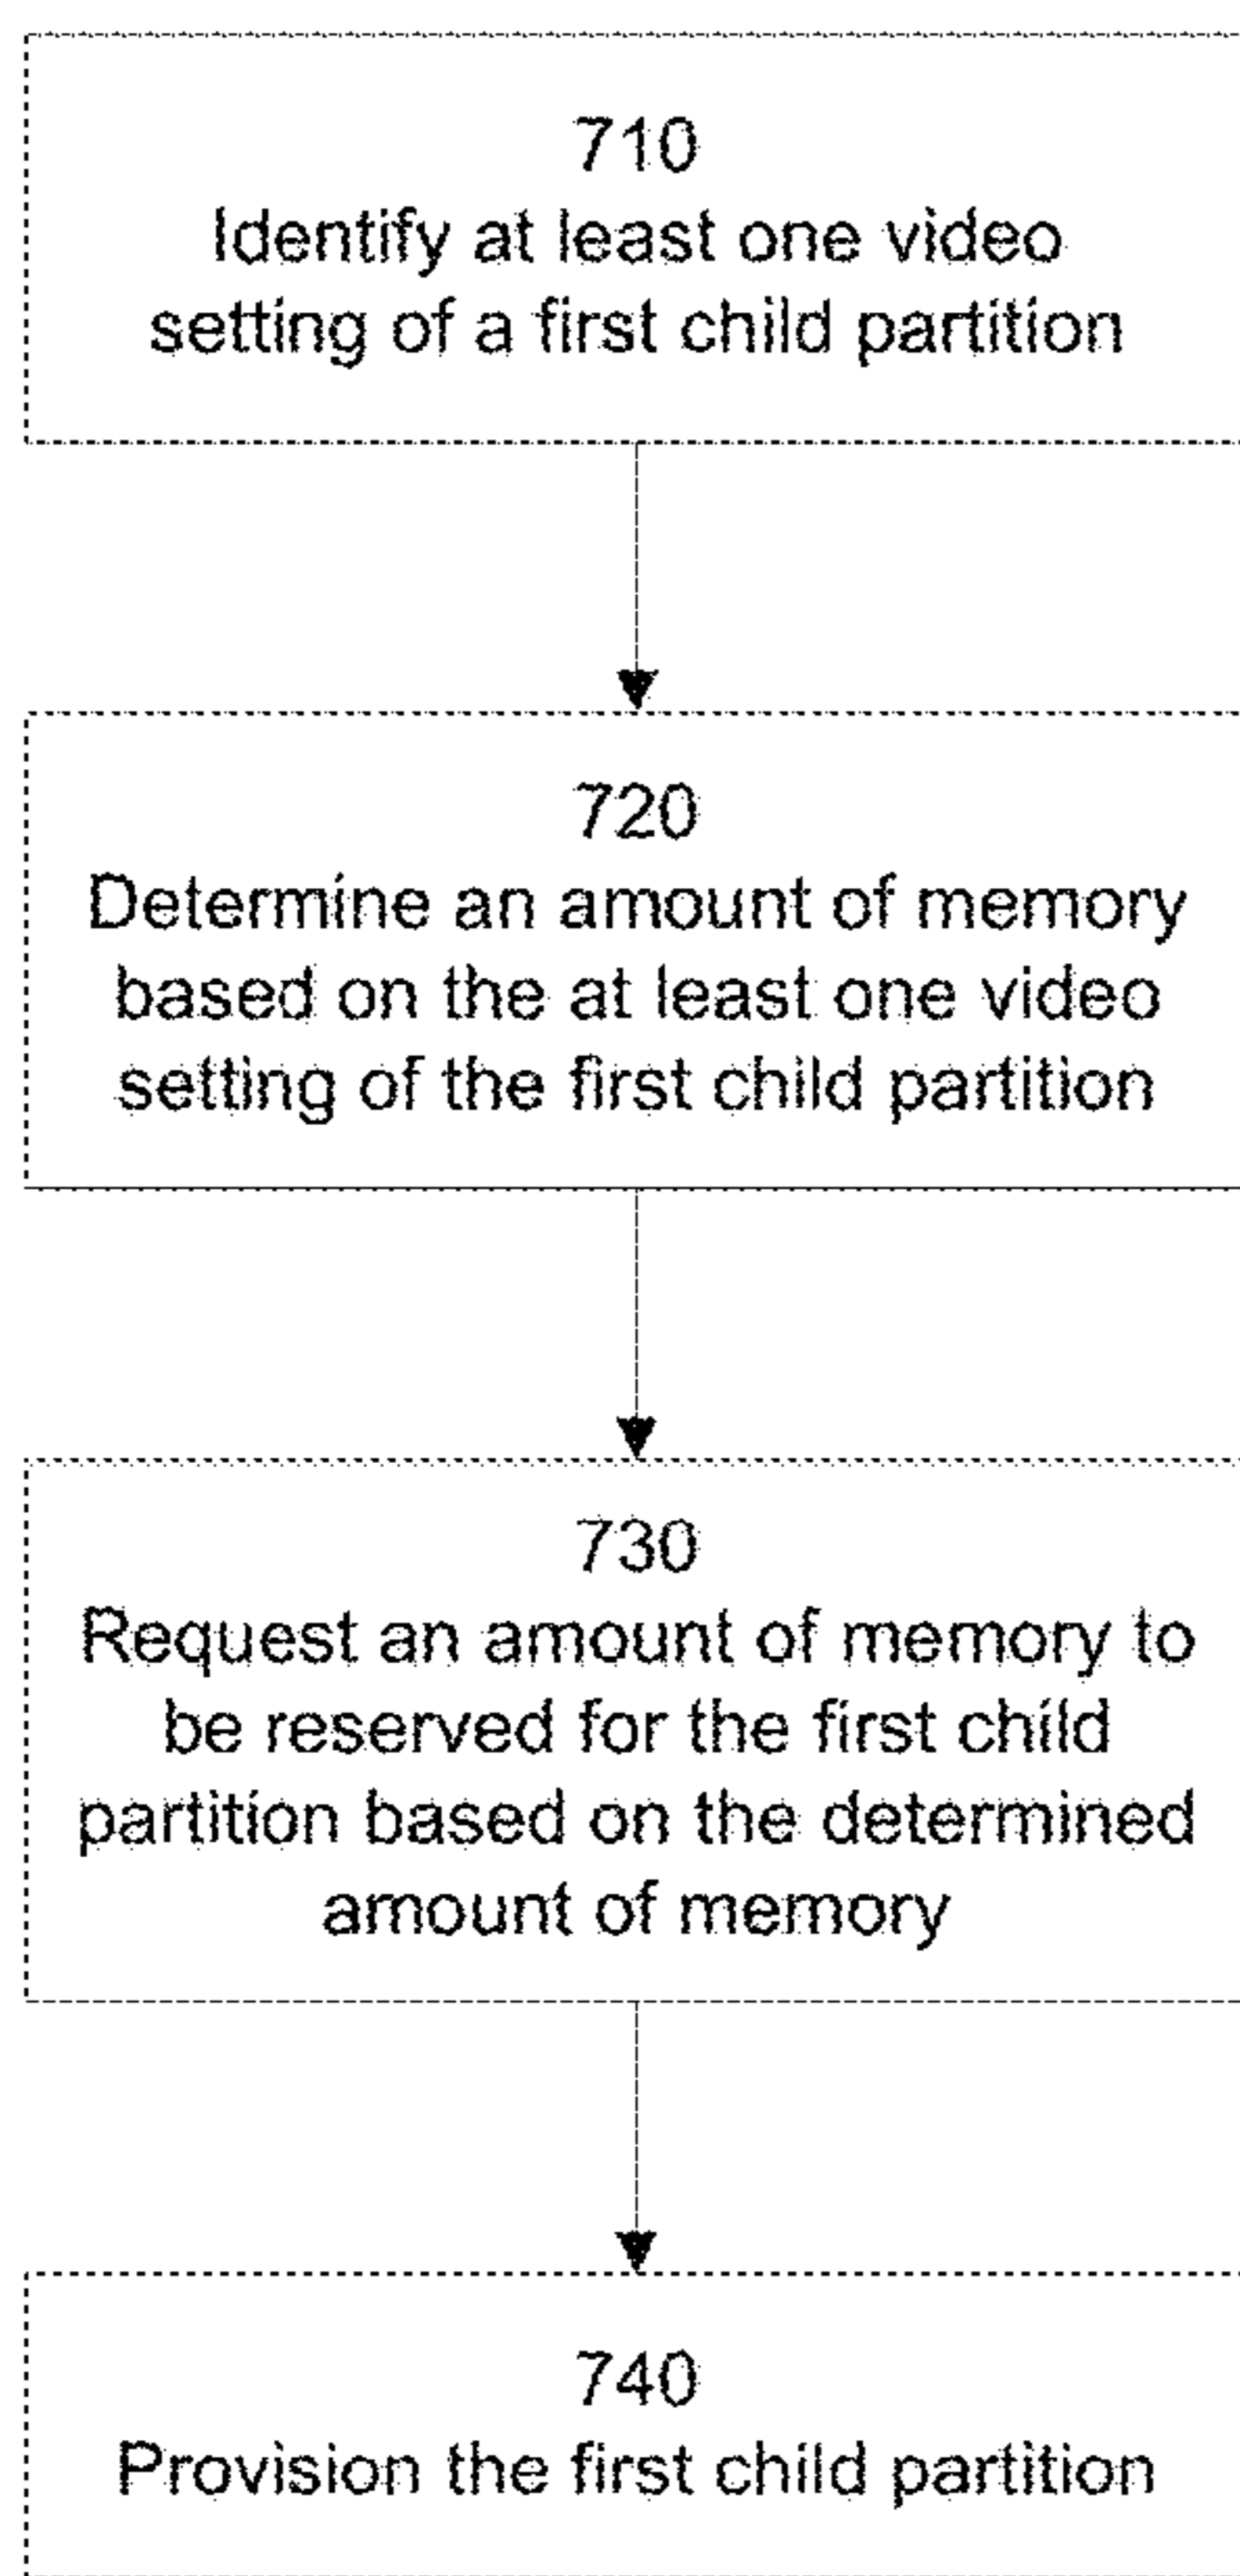 710
Identify at least one video
setting of a first child partition
720
Determine an amount of memory
based on the at least one video
setting of the first child partition
730
Request an amount of memory to
be reserved for the first child
partition based on the determined
amount of memory
740
Provision the first child partition